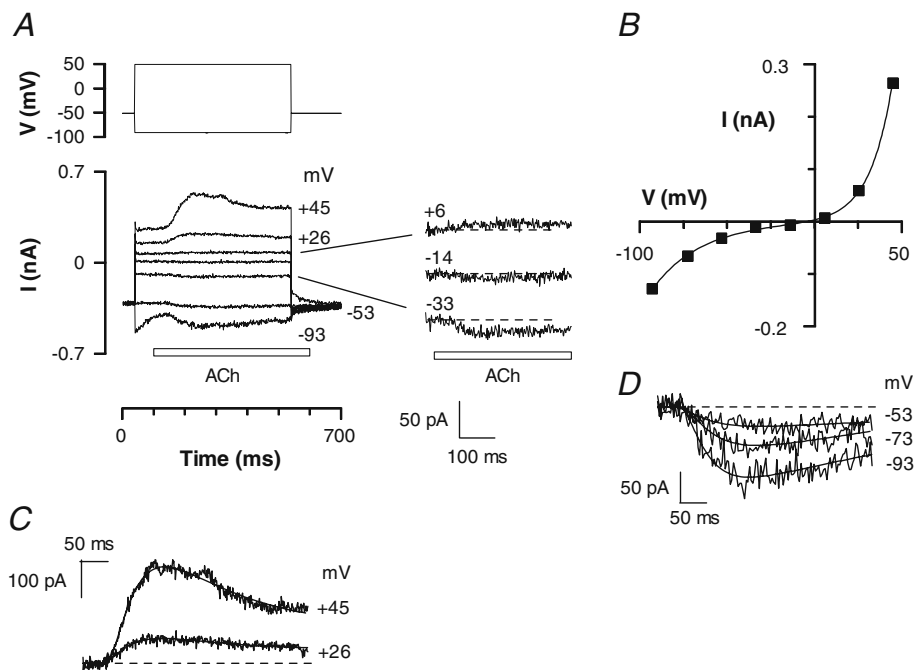 A
V (mV)
50
0
-50
-100
I (nA)
0.7
0
-0.7
mV
+45
+26
-53
-93
ACh
0
700
Time (ms)
+6
-14
-33
ACh
50 pA
100 ms
B
0.3
I (nA)
V (mV)
-100
50
-0.2
C
50 ms
100 pA
mV
+45
+26
D
mV
-53
-73
-93
50 pA
50 ms